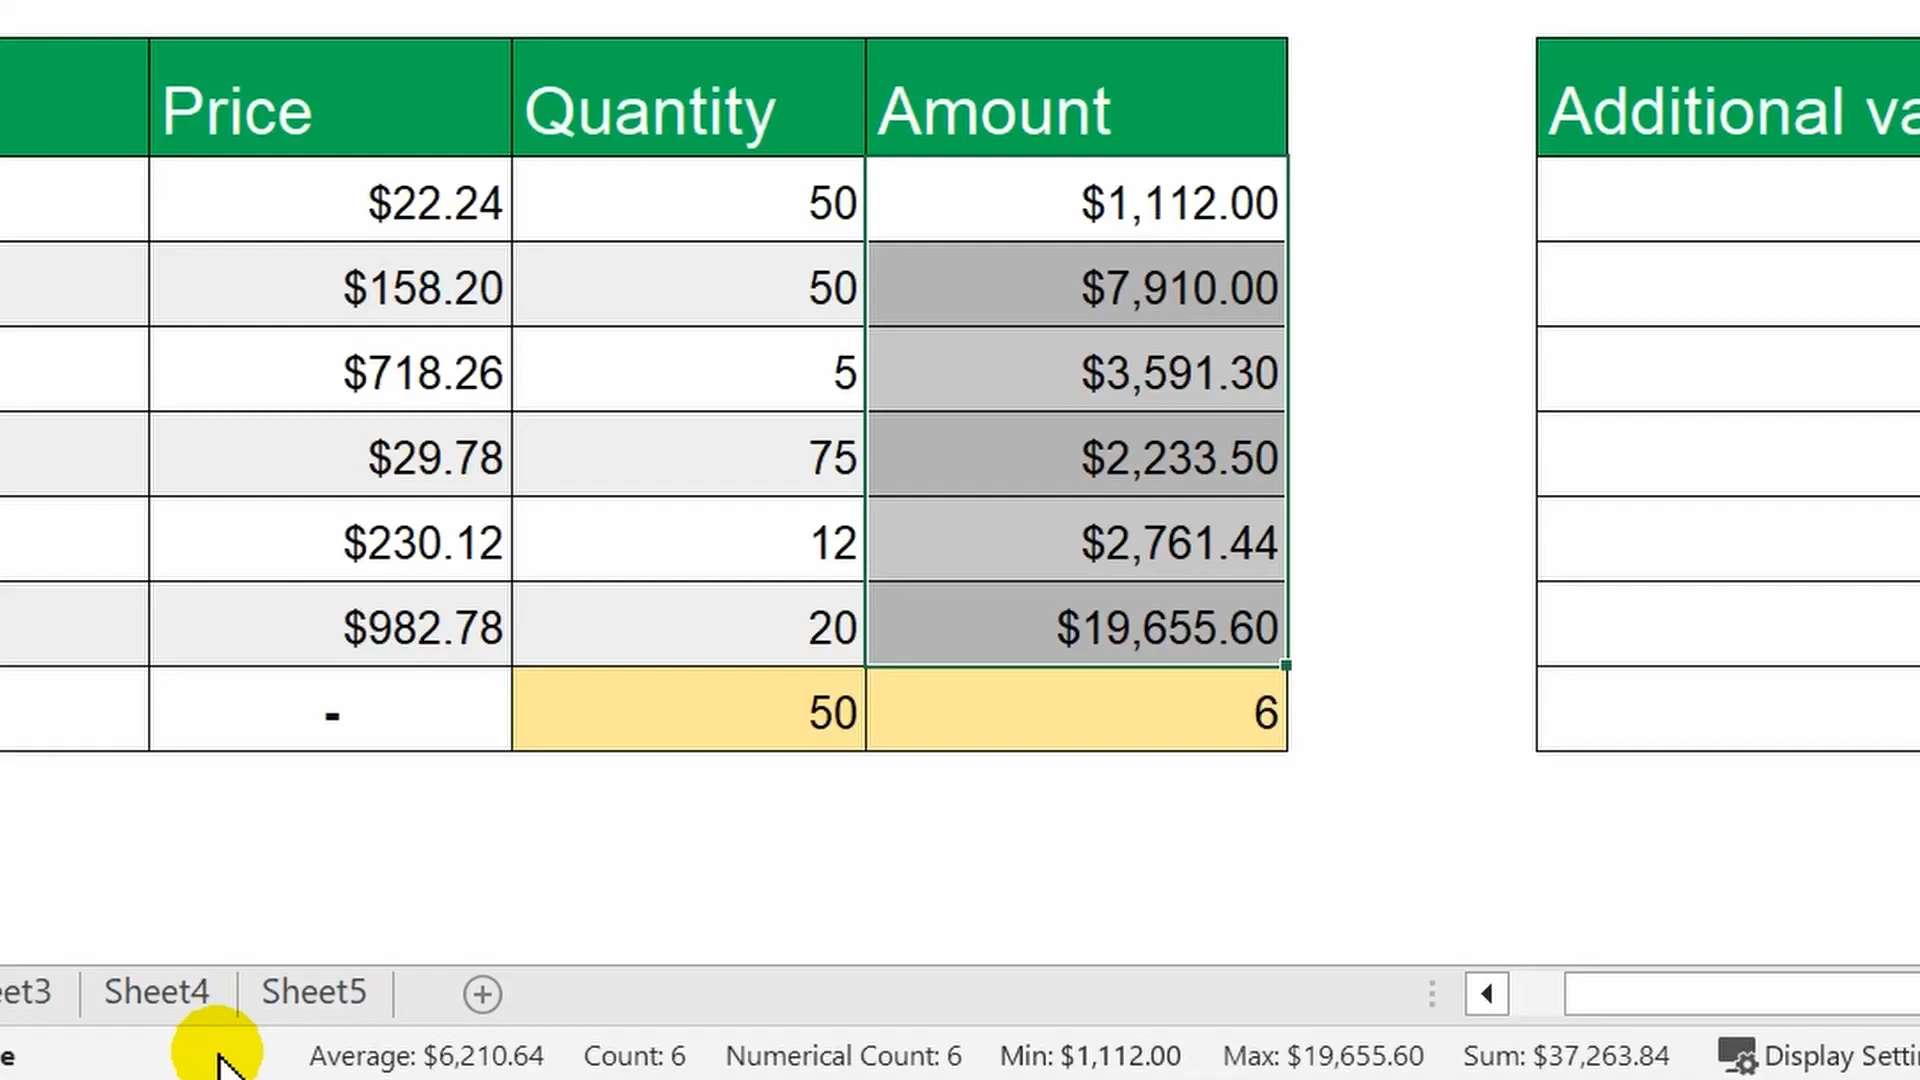 Price Quantity Amount Additional va
$22.24 50 $1,112.00
$158.20 50 $7,910.00
$718.26 5 $3,591.30
$29.78 75 $2,233.50
$230.12 12 $2,761.44
$982.78 20 $19,655.60
- 50 6
eet3 Sheet4 Sheet5
e Average: $6,210.64 Count: 6 Numerical Count: 6 Min: $1,112.00 Max: $19,655.60 Sum: $37,263.84 Display Setti